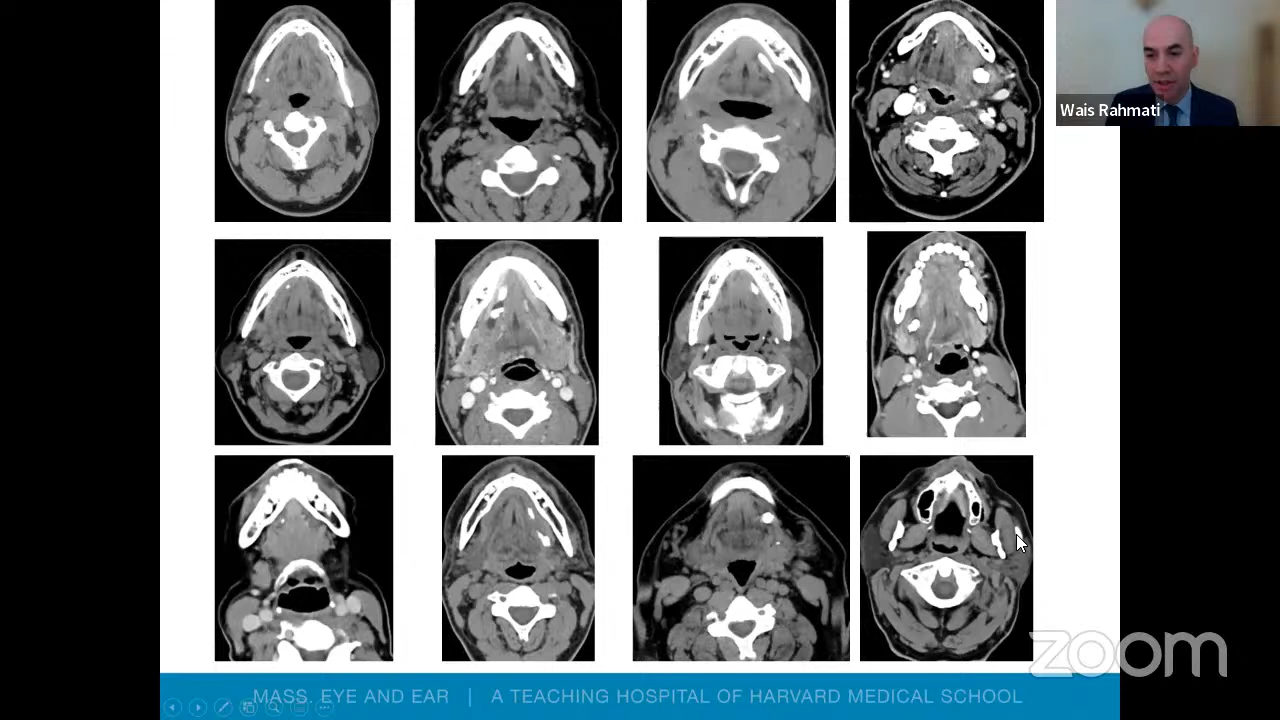 Wais Rahmati
zoom
MASS. EYE AND EAR | A TEACHING HOSPITAL OF HARVARD MEDICAL SCHOOL